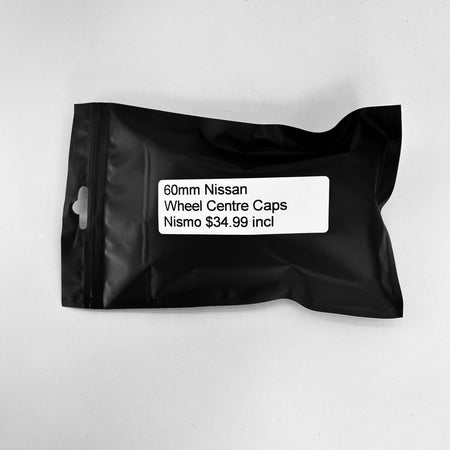 60mm Nissan
Wheel Centre Caps
Nismo $34.99 incl